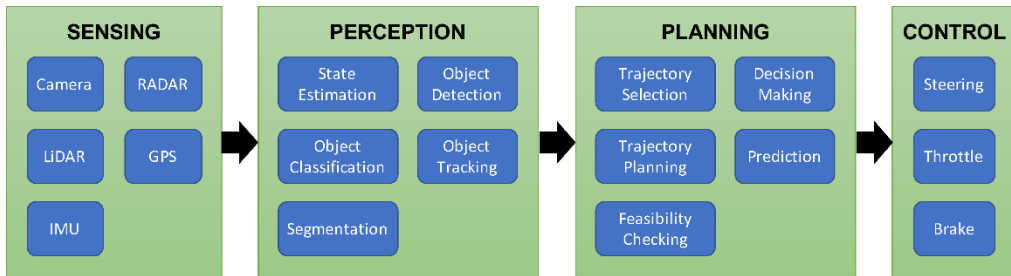 SENSING
Camera
RADAR
LiDAR
GPS
IMU
PERCEPTION
State
Estimation
Object
Detection
Object
Classification
Object
Tracking
Segmentation
PLANNING
Trajectory
Selection
Decision
Making
Trajectory
Planning
Prediction
Feasibility
Checking
CONTROL
Steering
Throttle
Brake